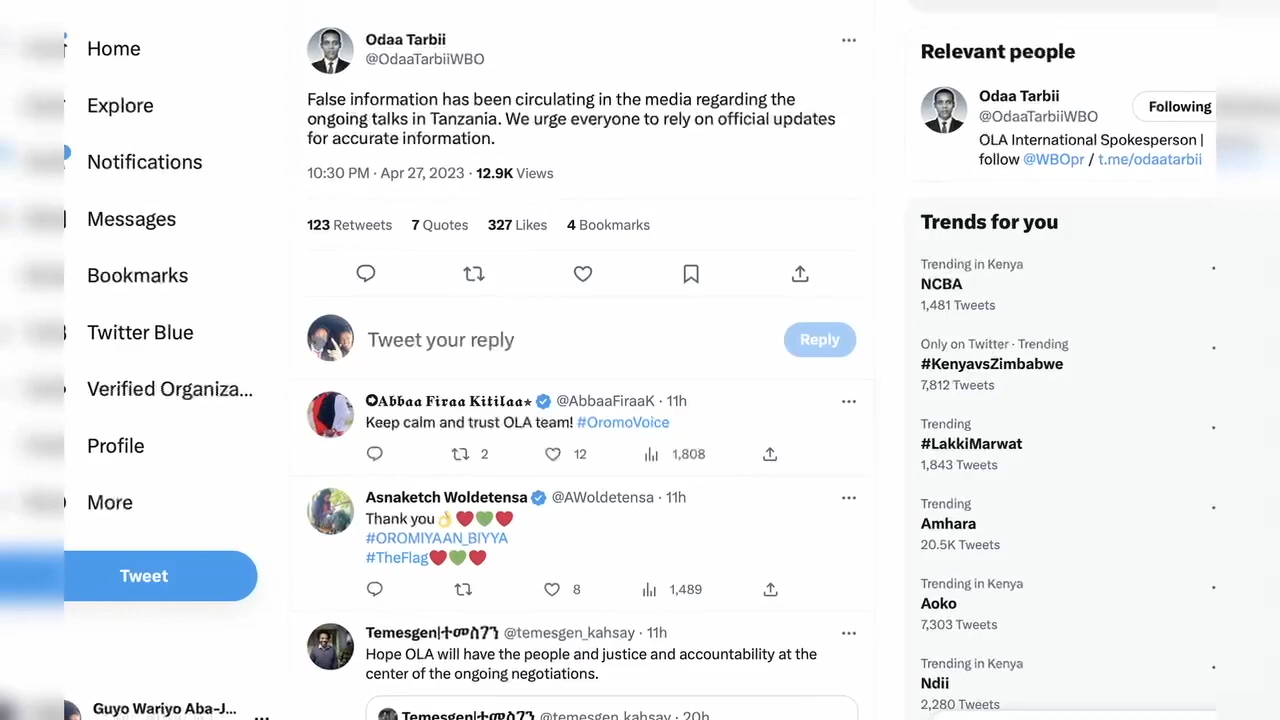 Home
Explore
Notifications
Messages
Bookmarks
Twitter Blue
Verified Organiza...
Profile
More
Tweet
Guyo Wariyo Aba-J...
Odaa Tarbii
@OdaaTarbiiWBO
False information has been circulating in the media regarding the
ongoing talks in Tanzania. We urge everyone to rely on official updates
for accurate information.
10:30 PM · Apr 27, 2023 · 12.9K Views
123 Retweets 7 Quotes 327 Likes 4 Bookmarks
Tweet your reply
Reply
✪𝕬𝖇𝖇𝖆𝖆 𝕱𝖎𝖗𝖆𝖆 𝕶𝖎𝖙𝖎𝖑𝖆𝖆★ @AbbaaFiraaK · 11h
Keep calm and trust OLA team! #OromoVoice
2 12 1,808
Asnaketch Woldetensa @AWoldetensa · 11h
Thank you👌❤️💚❤️
#OROMIYAAN_BIYYA
#TheFlag❤️💚❤️
8 1,489
Temesgen|ተመስገን @temesgen_kahsay · 11h
Hope OLA will have the people and justice and accountability at the
center of the ongoing negotiations.
Temesgen|ተመስገን @temesgen_kahsay · 20h
Relevant people
Odaa Tarbii
@OdaaTarbiiWBO
Following
OLA International Spokesperson |
follow @WBOpr / t.me/odaatarbii
Trends for you
Trending in Kenya
NCBA
1,481 Tweets
Only on Twitter · Trending
#KenyavsZimbabwe
7,812 Tweets
Trending
#LakkiMarwat
1,843 Tweets
Trending
Amhara
20.5K Tweets
Trending in Kenya
Aoko
7,303 Tweets
Trending in Kenya
Ndii
2,280 Tweets